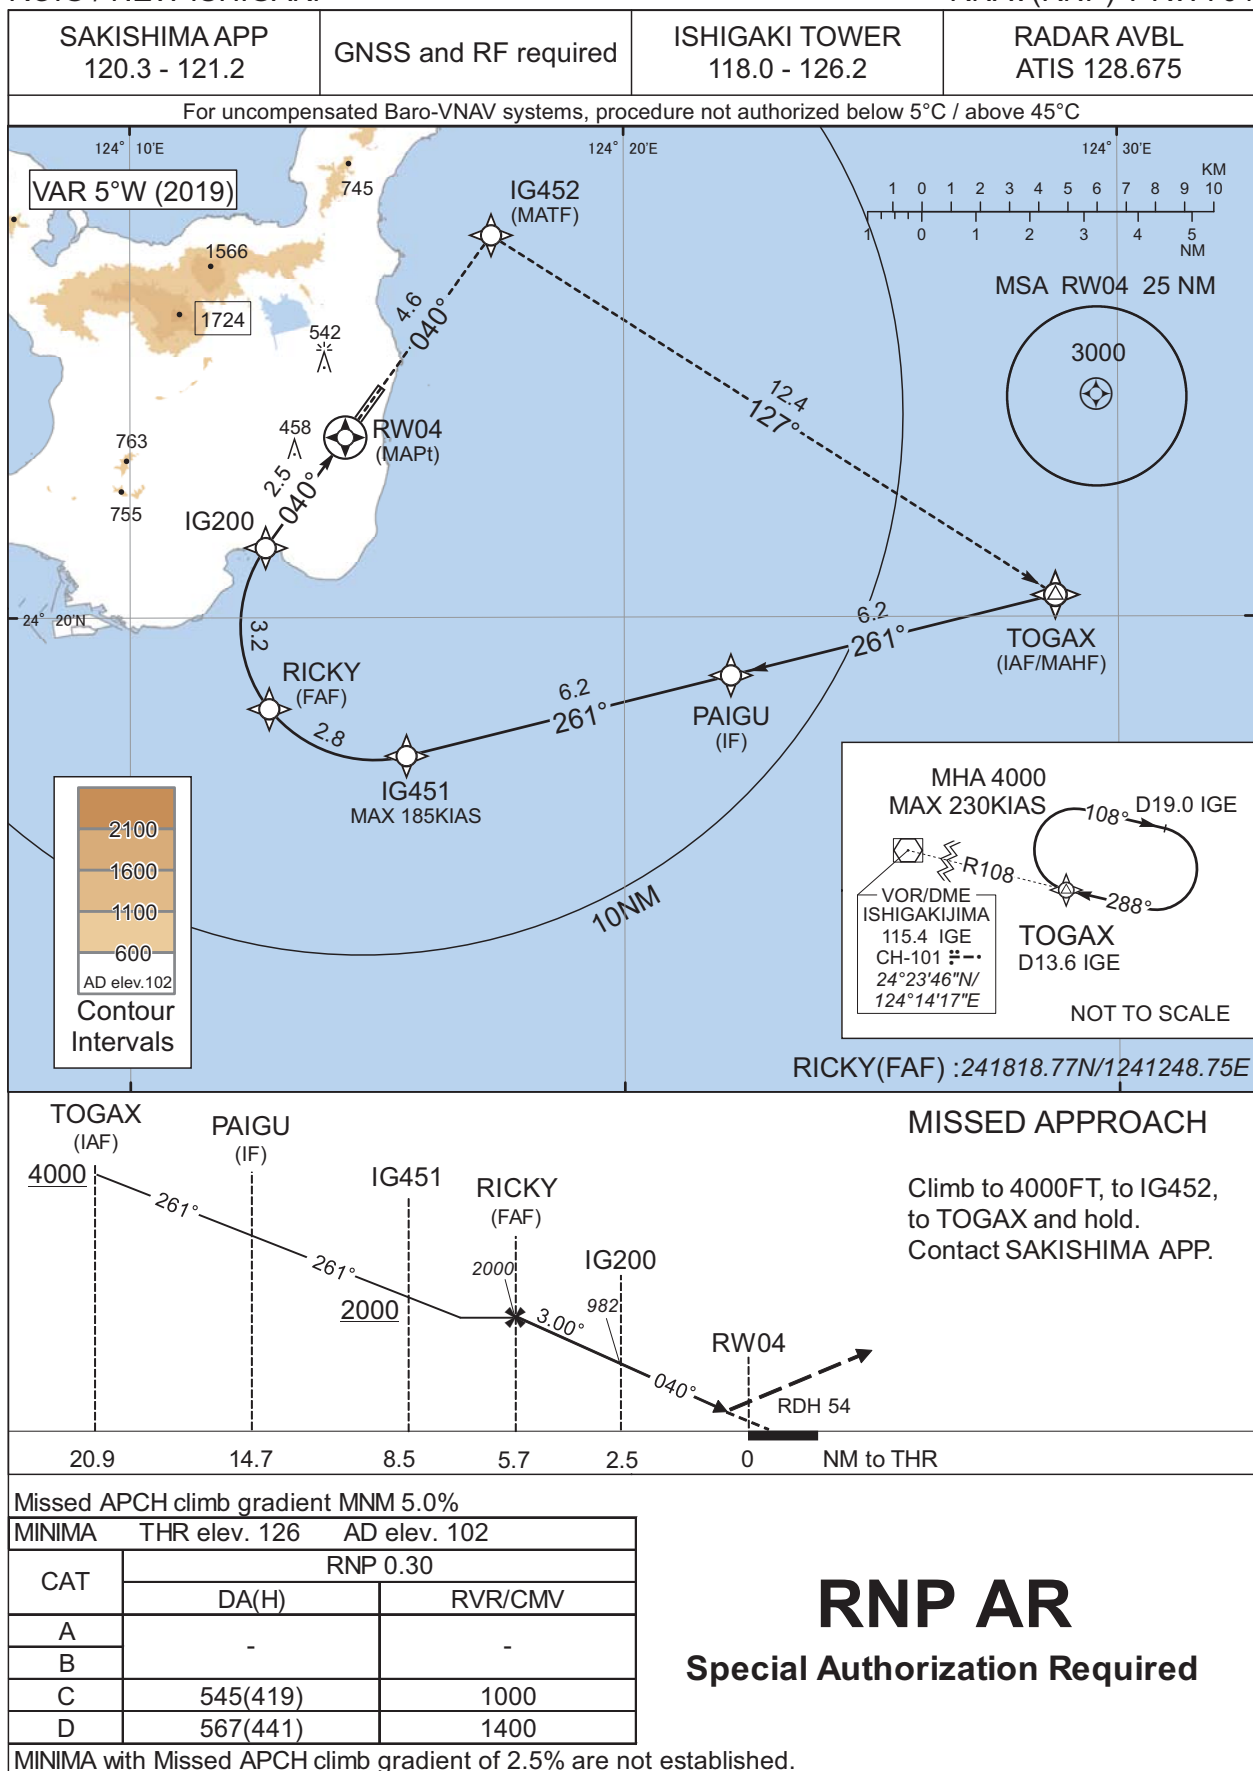 SAKISHIMA APP
120.3 - 121.2
GNSS and RF required
ISHIGAKI TOWER
118.0 - 126.2
RADAR AVBL
ATIS 128.675
For uncompensated Baro-VNAV systems, procedure not authorized below 5°C / above 45°C
124° 10'E
124° 20'E
124° 30'E
VAR 5°W (2019)
745
IG452
(MATF)
KM
1 0 1 2 3 4 5 6 7 8 9 10
1 0 1 2 3 4 5
NM
1566
1724
542
4.6
040°
MSA RW04 25 NM
3000
12.4
127°
763
755
458
RW04
(MAPt)
2.5
040°
IG200
24° 20'N
3.2
RICKY
(FAF)
2.8
IG451
MAX 185KIAS
6.2
261°
PAIGU
(IF)
6.2
261°
TOGAX
(IAF/MAHF)
10NM
2100
1600
1100
600
AD elev.102
Contour
Intervals
MHA 4000
MAX 230KIAS
108°
D19.0 IGE
R108
288°
VOR/DME
ISHIGAKIJIMA
115.4 IGE
CH-101
24°23'46"N/
124°14'17"E
TOGAX
D13.6 IGE
NOT TO SCALE
RICKY(FAF) :241818.77N/1241248.75E
TOGAX
(IAF)
4000
261°
PAIGU
(IF)
261°
IG451
2000
RICKY
(FAF)
2000
3.00°
IG200
982
040°
RW04
RDH 54
20.9 14.7 8.5 5.7 2.5 0 NM to THR
MISSED APPROACH
Climb to 4000FT, to IG452,
to TOGAX and hold.
Contact SAKISHIMA APP.
Missed APCH climb gradient MNM 5.0%
MINIMA THR elev. 126 AD elev. 102
CAT RNP 0.30
DA(H) RVR/CMV
A - -
B
C 545(419) 1000
D 567(441) 1400
MINIMA with Missed APCH climb gradient of 2.5% are not established.
RNP AR
Special Authorization Required